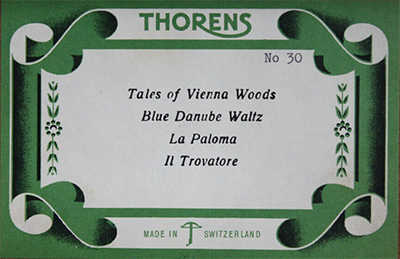 THORENS
No 30
Tales of Vienna Woods
Blue Danube Waltz
La Paloma
Il Trovatore
MADE IN SWITZERLAND